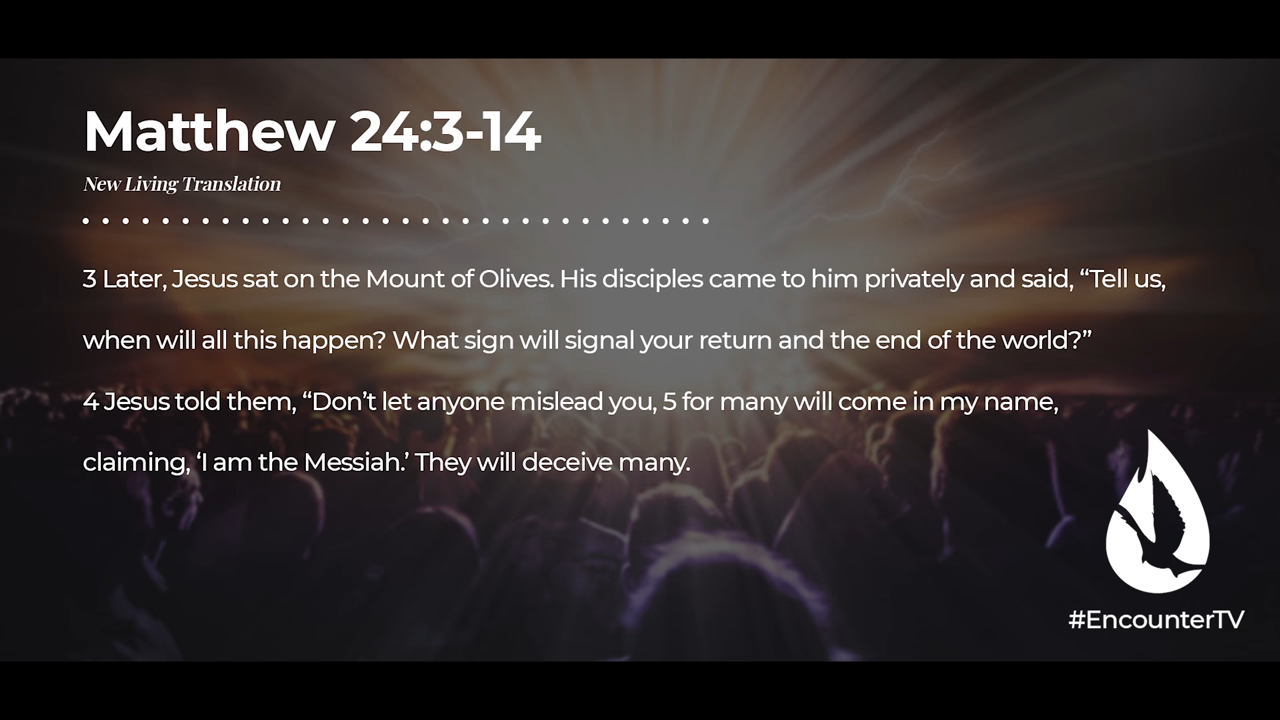 Matthew 24:3-14
New Living Translation
3 Later, Jesus sat on the Mount of Olives. His disciples came to him privately and said, “Tell us,
when will all this happen? What sign will signal your return and the end of the world?”
4 Jesus told them, “Don’t let anyone mislead you, 5 for many will come in my name,
claiming, ‘I am the Messiah.’ They will deceive many.
#EncounterTV